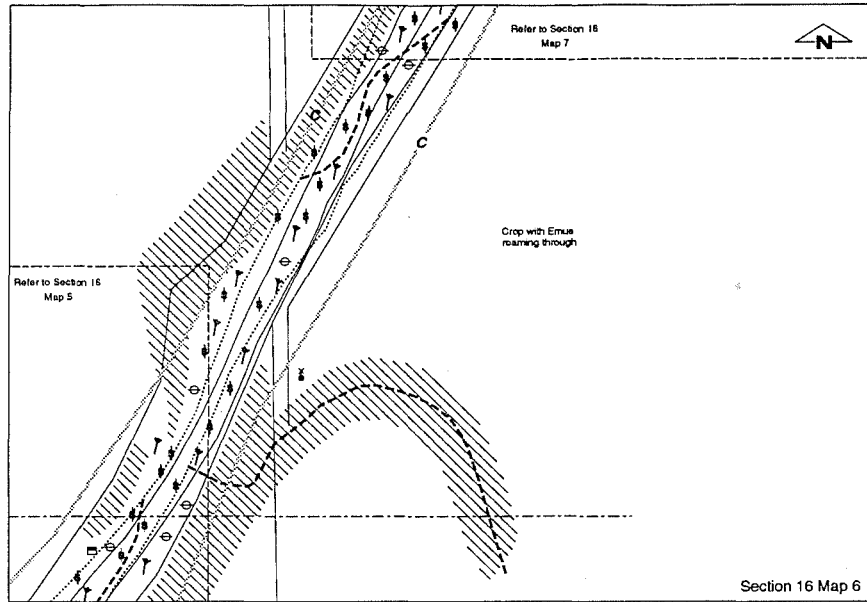 Refer to Section 16
Map 7
N
C
C
Crop with Emus
roaming through
Refer to Section 16
Map 5
Section 16 Map 6